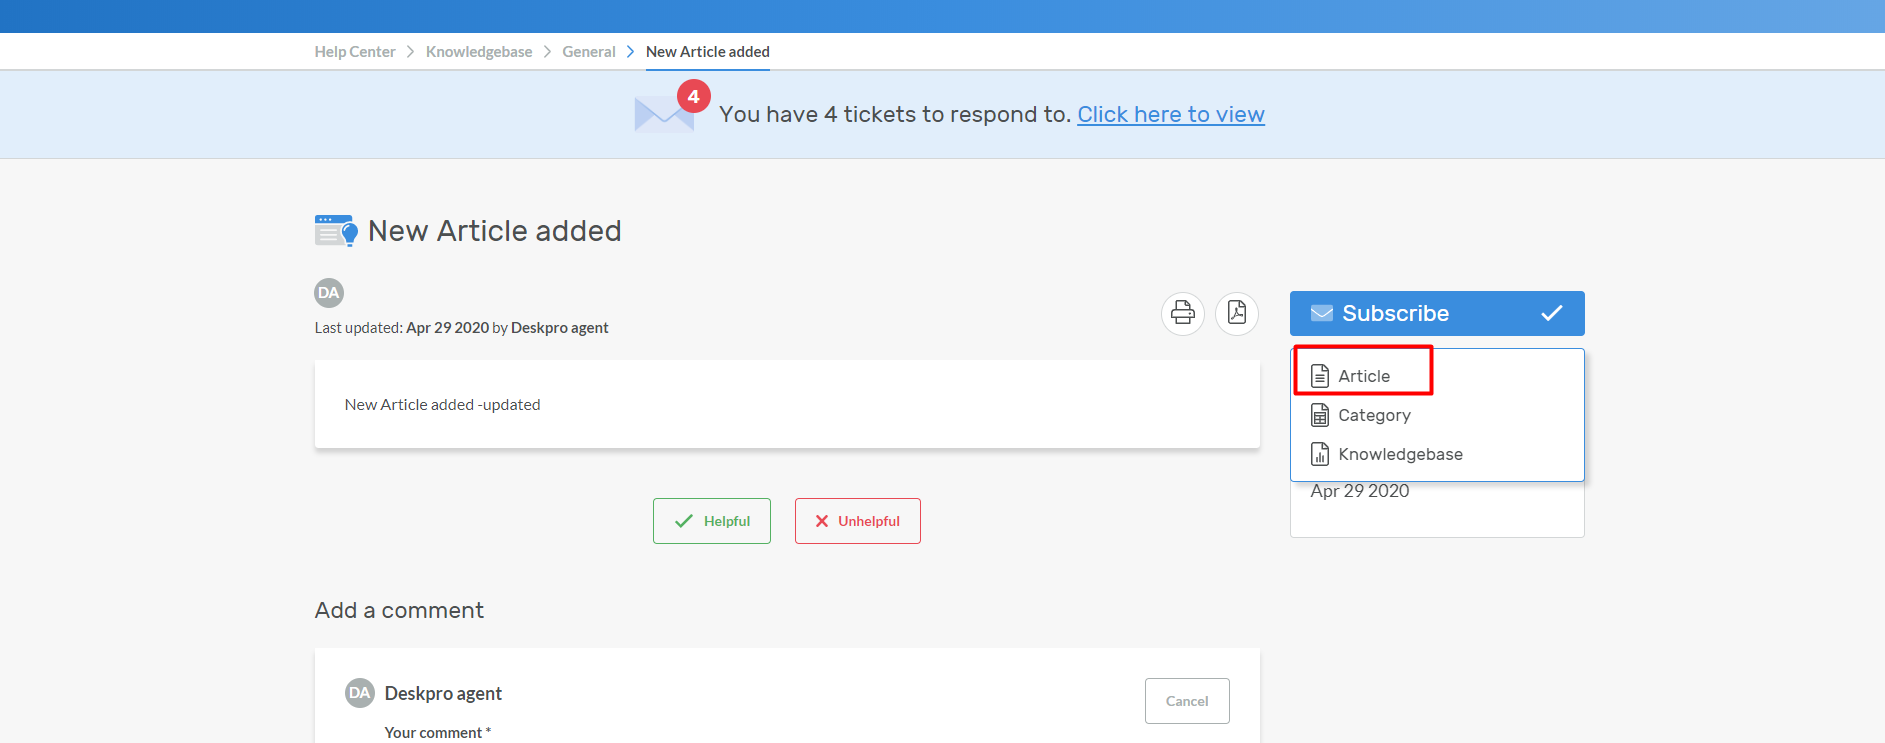 Help Center > Knowledgebase > General > New Article added
4
You have 4 tickets to respond to. Click here to view
New Article added
DA
Last updated: Apr 29 2020 by Deskpro agent
Subscribe
Article
Category
Knowledgebase
Apr 29 2020
New Article added -updated
Helpful
Unhelpful
Add a comment
DA
Deskpro agent
Cancel
Your comment *